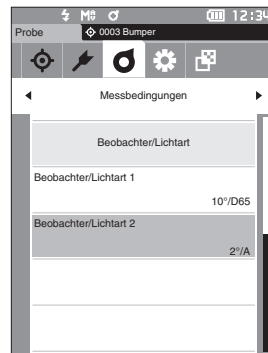 12:34
Probe
0003 Bumper
Messbedingungen
Beobachter/Lichtart
Beobachter/Lichtart 1
10°/D65
Beobachter/Lichtart 2
2°/A